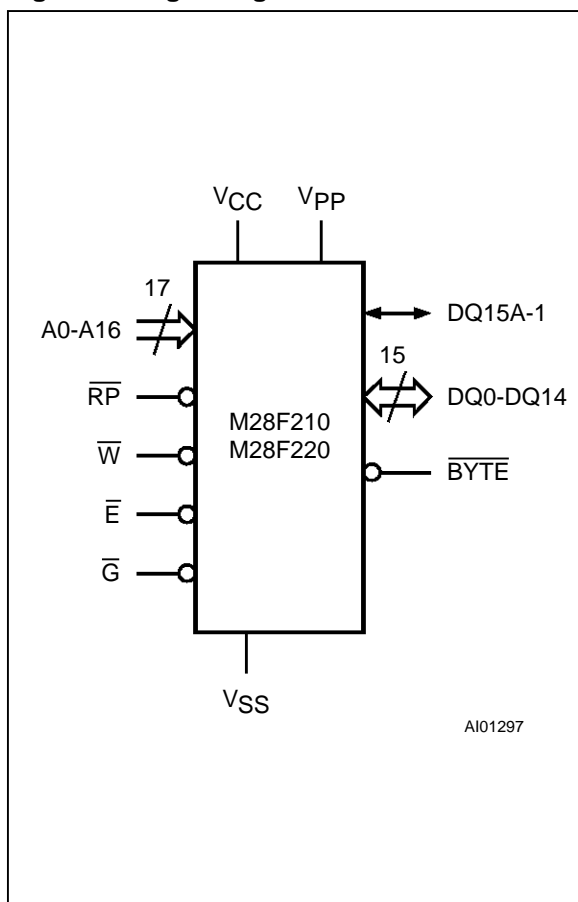 VCC
VPP
17
A0-A16
DQ15A-1
15
DQ0-DQ14
RP
M28F210
M28F220
W
BYTE
E
G
VSS
AI01297